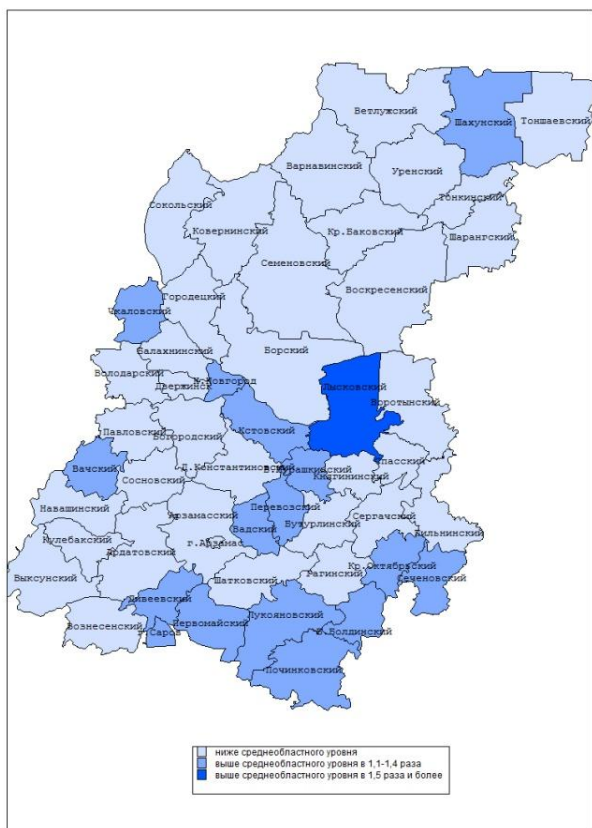 Ветлужский
Шахунский
Тоншаевский
Варнавинский
Уренский
Тонкинский
Сокольский
Ковернинский
Кр.Баковский
Шарангский
Семеновский
Воскресенский
Городецкий
Чкаловский
Балахнинский
Борский
Володарский
Дзержинск
Н.Новгород
Лысковский
Воротынский
Павловский
Богородский
Кстовский
Вачский
Сосновский
Д.Константиновский
Спасский
Княгининский
Навашинский
Перевозский
Арзамасский
Вадский
Бутурлинский
Сергачский
Кулебакский
г.Арзамас
Пильнинский
Ардатовский
Выксунский
Шатковский
Гагинский
Кр.Октябрьский
Сеченовский
Дивеевский
Вознесенский
г.Саров
Первомайский
Лукояновский
Б.Болдинский
Починковский
ниже среднеобластного уровня
выше среднеобластного уровня в 1,1-1,4 раза
выше среднеобластного уровня в 1,5 раза и более